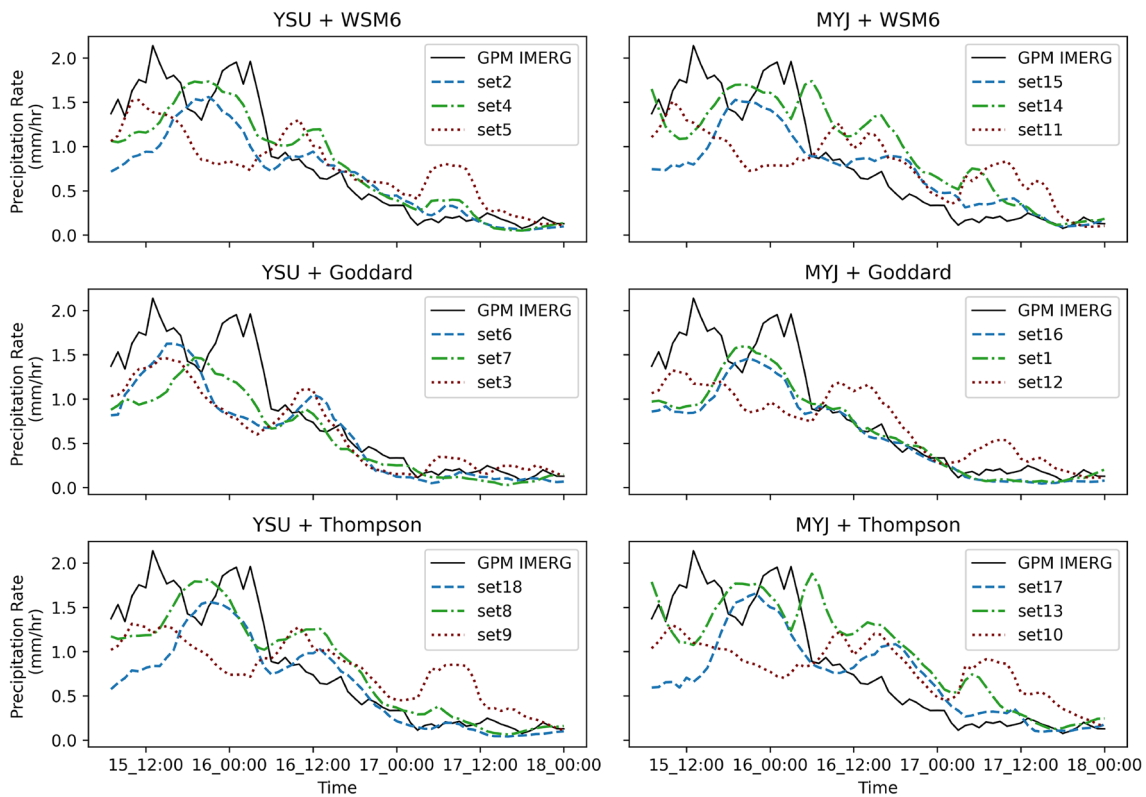 YSU + WSM6
Precipitation Rate
(mm/hr)
2.0
1.5
1.0
0.5
0.0
GPM IMERG
set2
set4
set5
MYJ + WSM6
GPM IMERG
set15
set14
set11
YSU + Goddard
Precipitation Rate
(mm/hr)
2.0
1.5
1.0
0.5
0.0
GPM IMERG
set6
set7
set3
MYJ + Goddard
GPM IMERG
set16
set1
set12
YSU + Thompson
Precipitation Rate
(mm/hr)
2.0
1.5
1.0
0.5
0.0
GPM IMERG
set18
set8
set9
15_12:00 16_00:00 16_12:00 17_00:00 17_12:00 18_00:00
Time
MYJ + Thompson
GPM IMERG
set17
set13
set10
15_12:00 16_00:00 16_12:00 17_00:00 17_12:00 18_00:00
Time